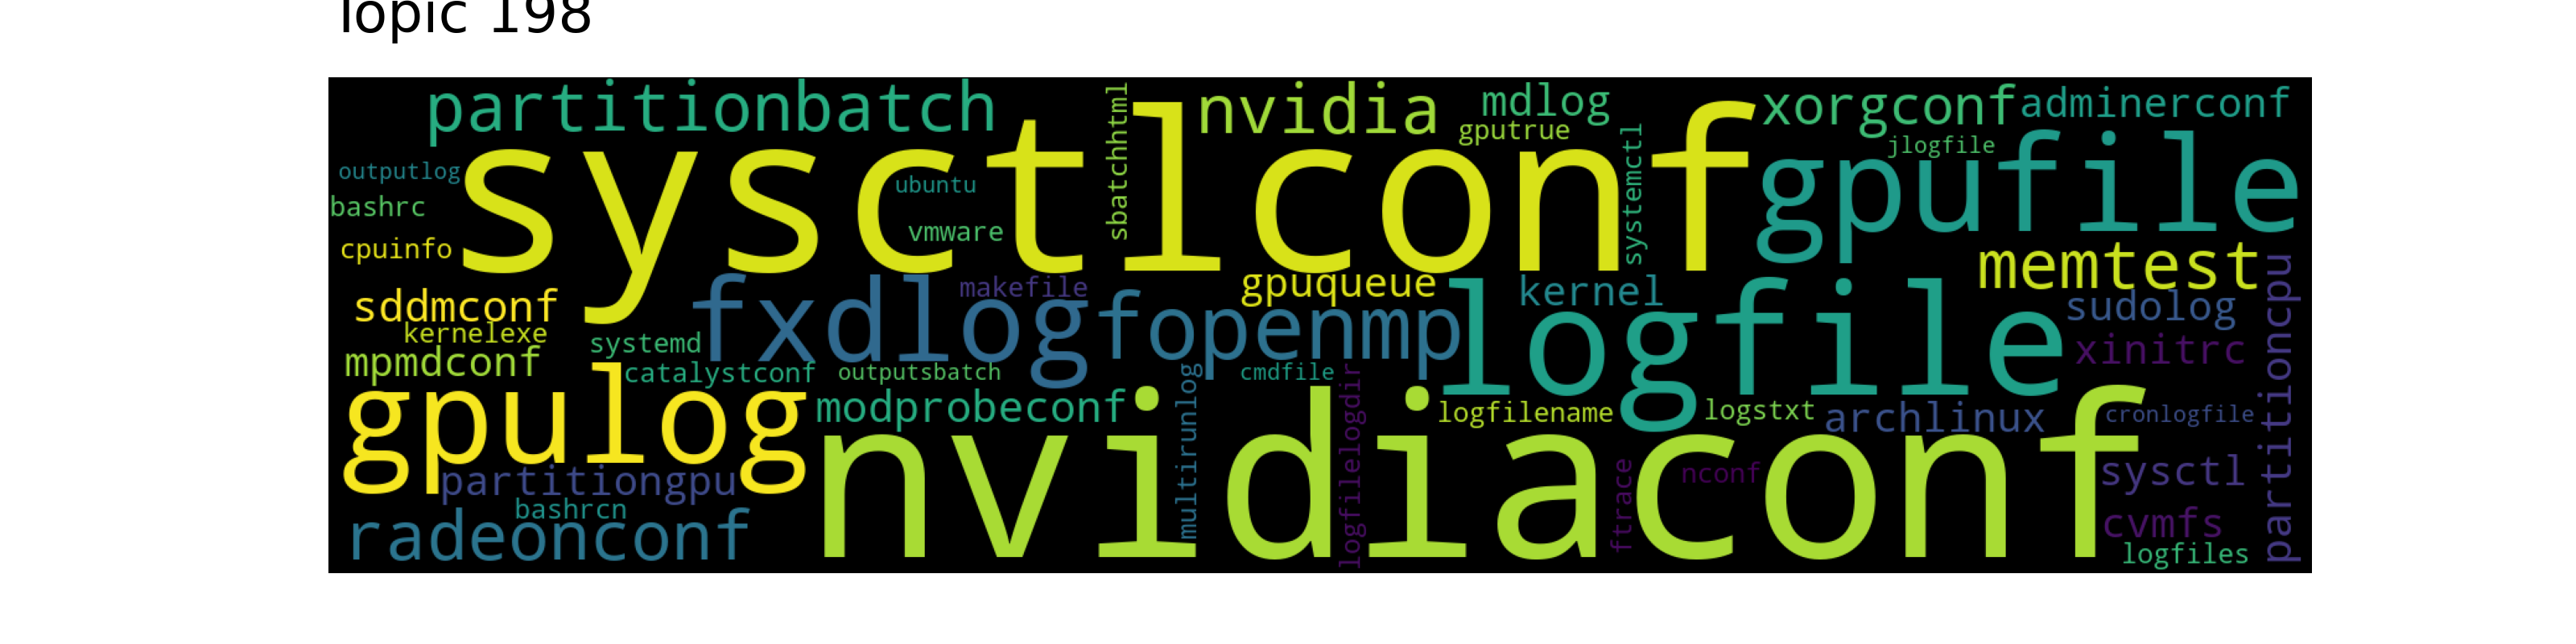 Topic 198
partitionbatch
sbatchhtml
nvidia
mdlog
gputrue
xorgconf
adminerconf
jlogfile
sysctlconf
gpufile
outputlog
ubuntu
systemctl
bashrc
vmware
cpuinfo
memtest
sddmconf
fxdlog
makefile
gpuqueue
kernel
logfile
sudolog
partitioncpu
kernelexe
systemd
fopenmp
xinitrc
mpmdconf
catalystconf
outputsbatch
cmdfile
gpulog
modprobeconf
multirunlog
logfilelogdir
logfilename
logstxt
archlinux
cronlogfile
nvidiaconf
partitiongpu
ftrace
nconf
sysctl
bashrcn
radeonconf
cvmfs
logfiles